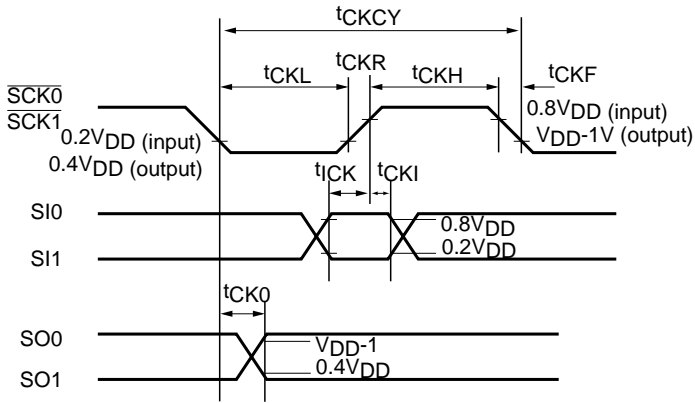 tCKCY
tCKR
tCKL
tCKH
tCKF
SCK0
SCK1
0.8VDD (input)
0.2VDD (input)
VDD-1V (output)
0.4VDD (output)
tICK
tCKI
SI0
0.8VDD
0.2VDD
SI1
tCK0
SO0
VDD-1
0.4VDD
SO1